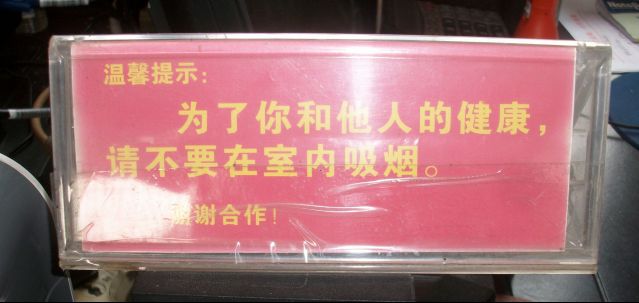 温馨提示：
为了你和他人的健康，
请不要在室内吸烟。
谢谢合作！